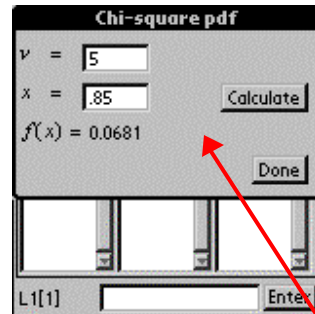 Chi-square pdf
ν = 5
x = .85 Calculate
f(x) = 0.0681
Done
L1[1] Enter